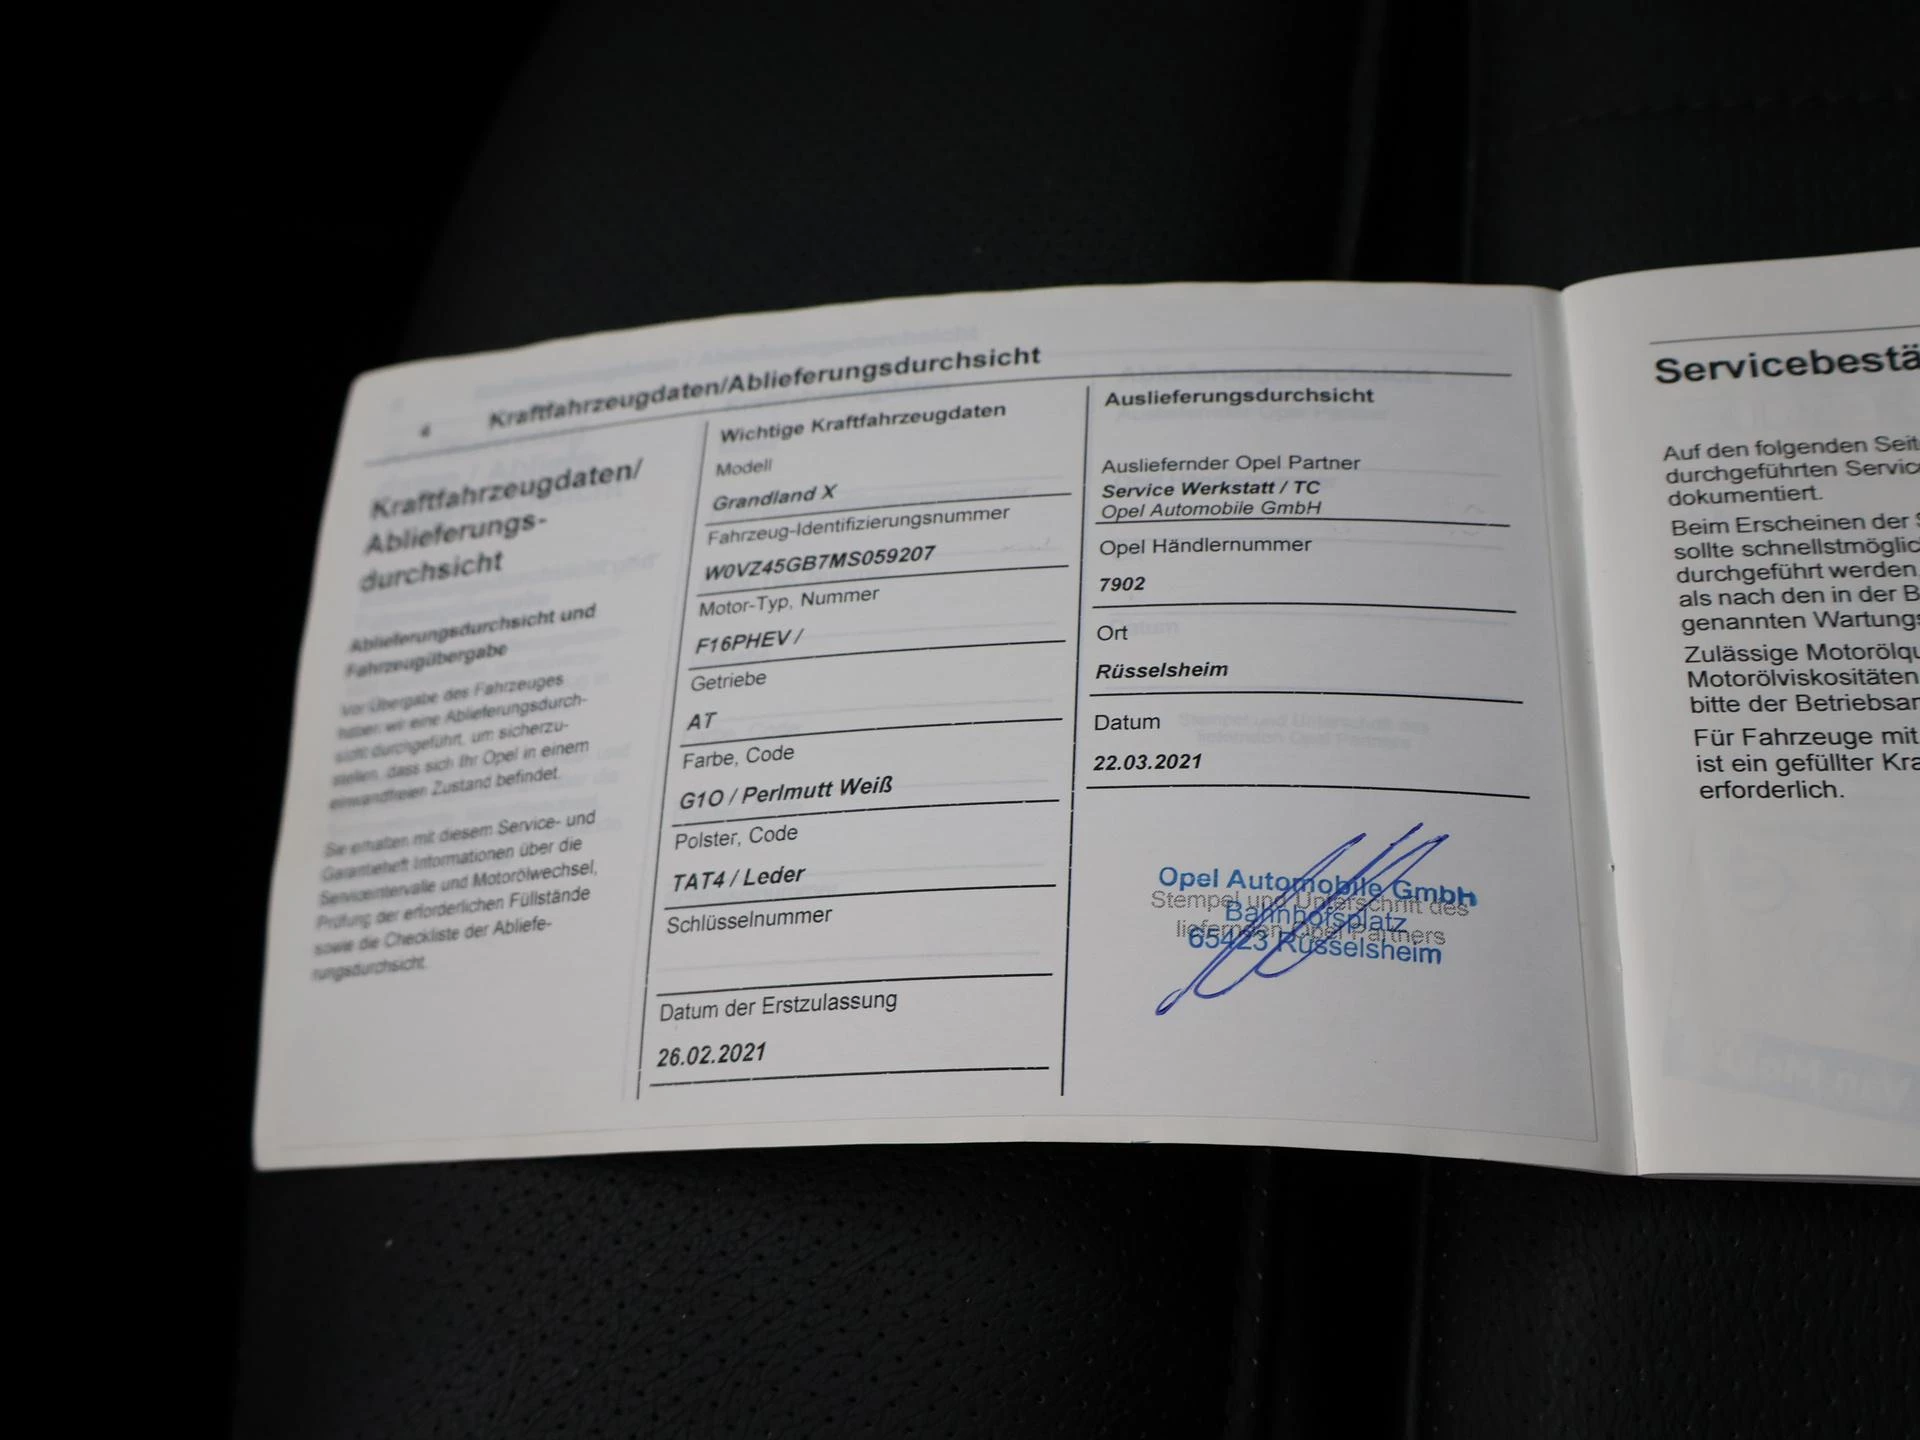 4 Kraftfahrzeugdaten/Ablieferungsdurchsicht
Kraftfahrzeugdaten/
Ablieferungs-
durchsicht
Ablieferungsdurchsicht und
Fahrzeugübergabe
Vor Übergabe des Fahrzeuges
haben wir eine Ablieferungsdurch-
sicht durchgeführt, um sicherzu-
stellen, dass sich Ihr Opel in einem
einwandfreien Zustand befindet.
Sie erhalten mit diesem Service- und
Garantieheft Informationen über die
Serviceintervalle und Motorölwechsel,
Prüfung der erforderlichen Füllstände
sowie die Checkliste der Abliefe-
rungsdurchsicht.
Wichtige Kraftfahrzeugdaten
Modell
Grandland X
Fahrzeug-Identifizierungsnummer
W0VZ45GB7MS059207
Motor-Typ, Nummer
F16PHEV /
Getriebe
AT
Farbe, Code
G1O / Perlmutt Weiß
Polster, Code
TAT4 / Leder
Schlüsselnummer
Datum der Erstzulassung
26.02.2021
Auslieferungsdurchsicht
Ausliefernder Opel Partner
Service Werkstatt / TC
Opel Automobile GmbH
Opel Händlernummer
7902
Ort
Rüsselsheim
Datum
22.03.2021
Opel Automobile GmbH
Stempel und Unterschrift des
Bahnhofsplatz
liefernden Opel Partners
65423 Rüsselsheim
Servicebestä
Auf den folgenden Seite
durchgeführten Servic
dokumentiert.
Beim Erscheinen der S
sollte schnellstmöglic
durchgeführt werden,
als nach den in der B
genannten Wartungs
Zulässige Motorölqu
Motorölviskositäten
bitte der Betriebsan
Für Fahrzeuge mit
ist ein gefüllter Kra
erforderlich.